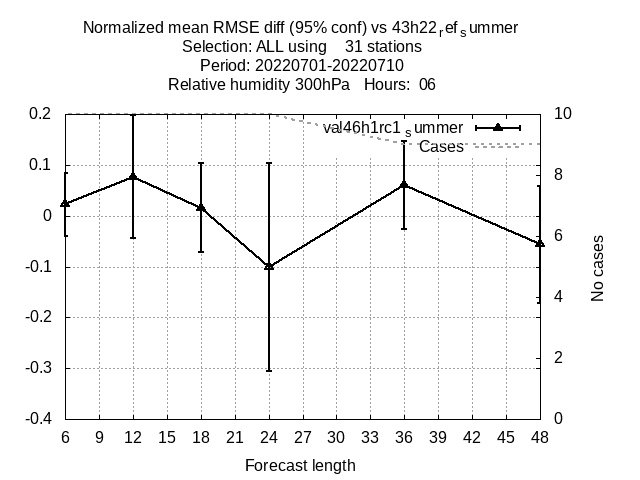 Normalized mean RMSE diff (95% conf) vs 43h22ref summer
Selection: ALL using 31 stations
Period: 20220701-20220710
Relative humidity 300hPa Hours: 06
0.2
0.1
0
-0.1
-0.2
-0.3
-0.4
val46h1rc1summer
Cases
10
8
6
4
2
0
No cases
6 9 12 15 18 21 24 27 30 33 36 39 42 45 48
Forecast length